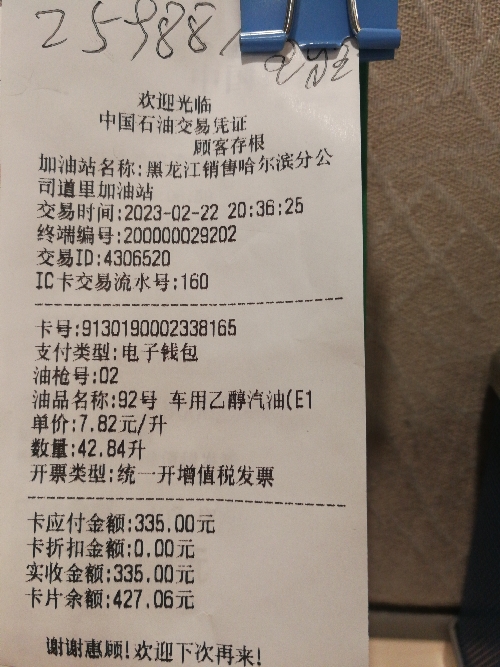 25988
欢迎光临
中国石油交易凭证
顾客存根
加油站名称:黑龙江销售哈尔滨分公
司道里加油站
交易时间:2023-02-22 20:36:25
终端编号:200000029202
交易ID:4306520
IC卡交易流水号:160
卡号:9130190002338165
支付类型:电子钱包
油枪号:02
油品名称:92号 车用乙醇汽油(E1
单价:7.82元/升
数量:42.84升
开票类型:统一开增值税发票
卡应付金额:335.00元
卡折扣金额:0.00元
实收金额:335.00元
卡片余额:427.06元
谢谢惠顾!欢迎下次再来!